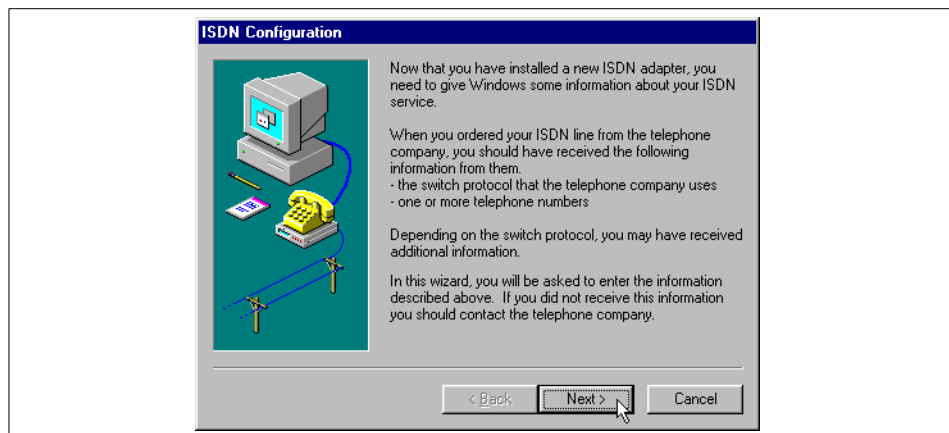 ISDN Configuration
Now that you have installed a new ISDN adapter, you
need to give Windows some information about your ISDN
service.
When you ordered your ISDN line from the telephone
company, you should have received the following
information from them.
- the switch protocol that the telephone company uses
- one or more telephone numbers
Depending on the switch protocol, you may have received
additional information.
In this wizard, you will be asked to enter the information
described above.  If you did not receive this information
you should contact the telephone company.
< Back
Next >
Cancel